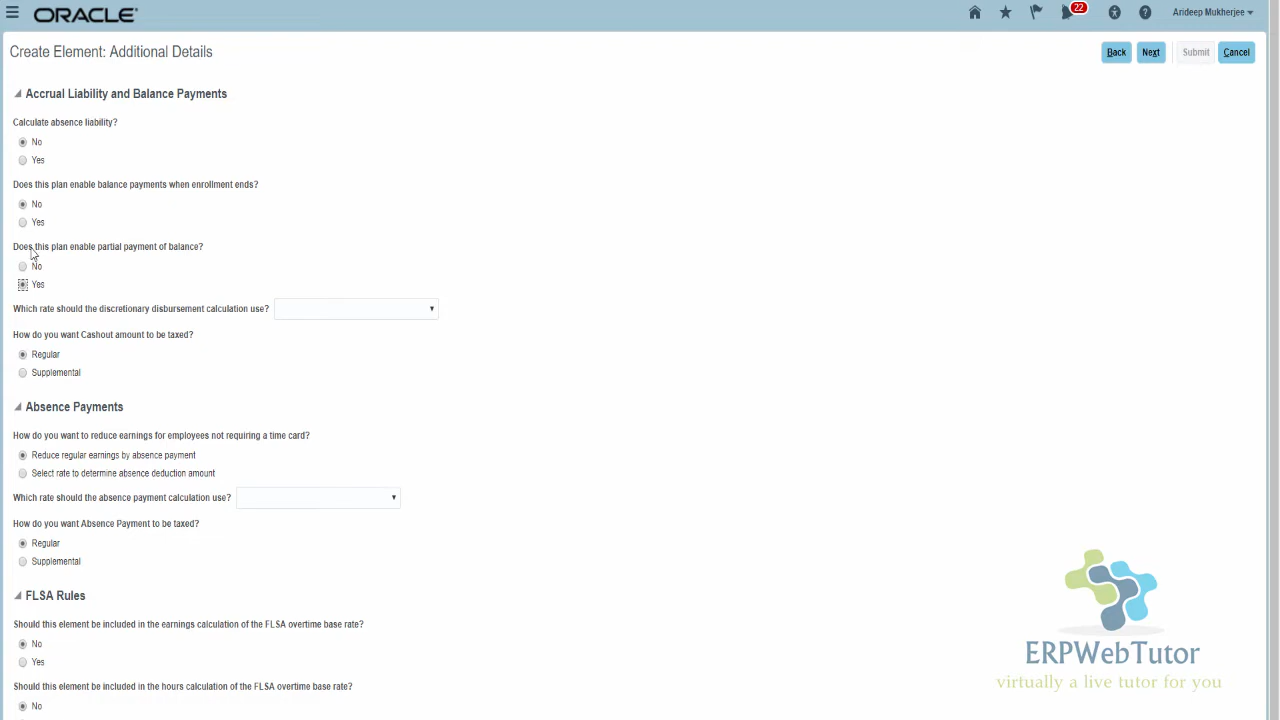 ORACLE
22
Arideep Mukherjee
Create Element: Additional Details
Back
Next
Submit
Cancel
Accrual Liability and Balance Payments
Calculate absence liability?
No
Yes
Does this plan enable balance payments when enrollment ends?
No
Yes
Does this plan enable partial payment of balance?
No
Yes
Which rate should the discretionary disbursement calculation use?
How do you want Cashout amount to be taxed?
Regular
Supplemental
Absence Payments
How do you want to reduce earnings for employees not requiring a time card?
Reduce regular earnings by absence payment
Select rate to determine absence deduction amount
Which rate should the absence payment calculation use?
How do you want Absence Payment to be taxed?
Regular
Supplemental
FLSA Rules
Should this element be included in the earnings calculation of the FLSA overtime base rate?
No
Yes
Should this element be included in the hours calculation of the FLSA overtime base rate?
No
ERPWebTutor
virtually a live tutor for you